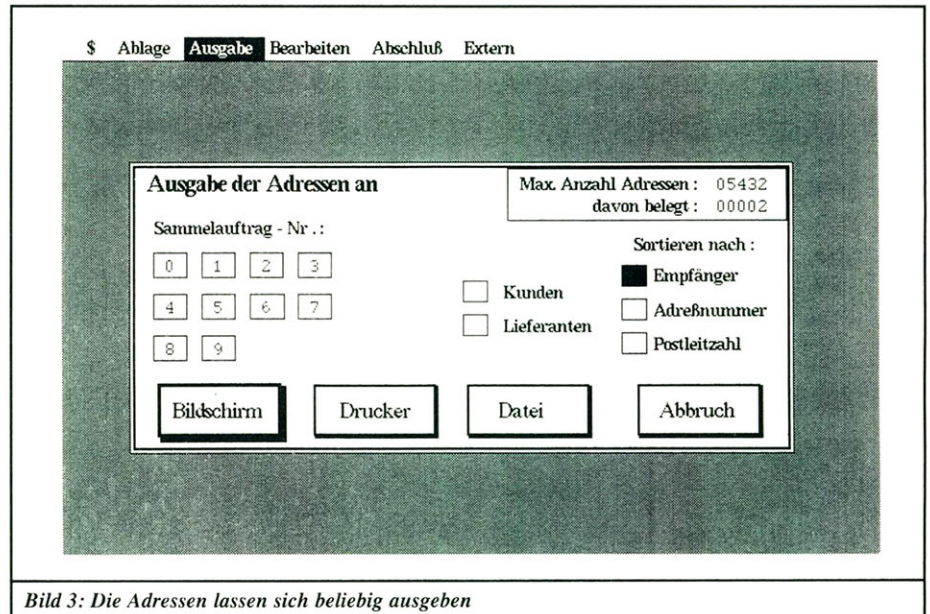 $ Ablage Ausgabe Bearbeiten Abschluß Extern
Ausgabe der Adressen an
Max. Anzahl Adressen : 05432
davon belegt : 00002
Sammelauftrag - Nr . :
0 1 2 3
4 5 6 7
8 9
Kunden
Lieferanten
Sortieren nach :
Empfänger
Adreßnummer
Postleitzahl
Bildschirm Drucker Datei Abbruch
Bild 3: Die Adressen lassen sich beliebig ausgeben